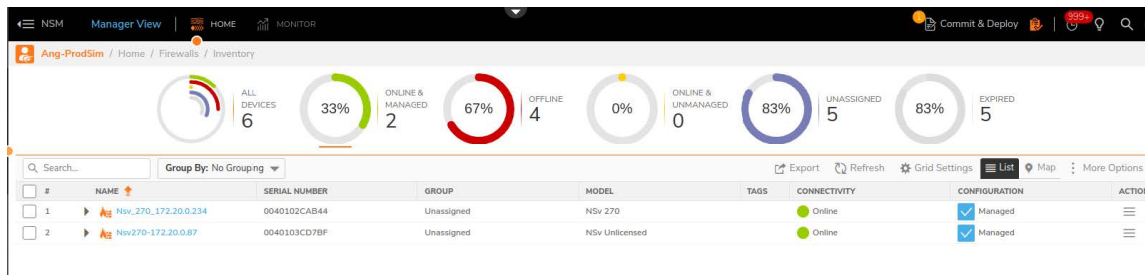 NSM Manager View HOME MONITOR 1 Commit & Deploy 999+
Ang-ProdSim / Home / Firewalls / Inventory
ALL DEVICES 6
33% ONLINE & MANAGED 2
67% OFFLINE 4
0% ONLINE & UNMANAGED 0
83% UNASSIGNED 5
83% EXPIRED 5
Search... Group By: No Grouping Export Refresh Grid Settings List Map More Options
# NAME SERIAL NUMBER GROUP MODEL TAGS CONNECTIVITY CONFIGURATION ACTIO
1 Nsv_270_172.20.0.234 0040102CAB44 Unassigned NSv 270 Online Managed
2 Nsv270-172.20.0.87 0040103CD7BF Unassigned NSv Unlicensed Online Managed